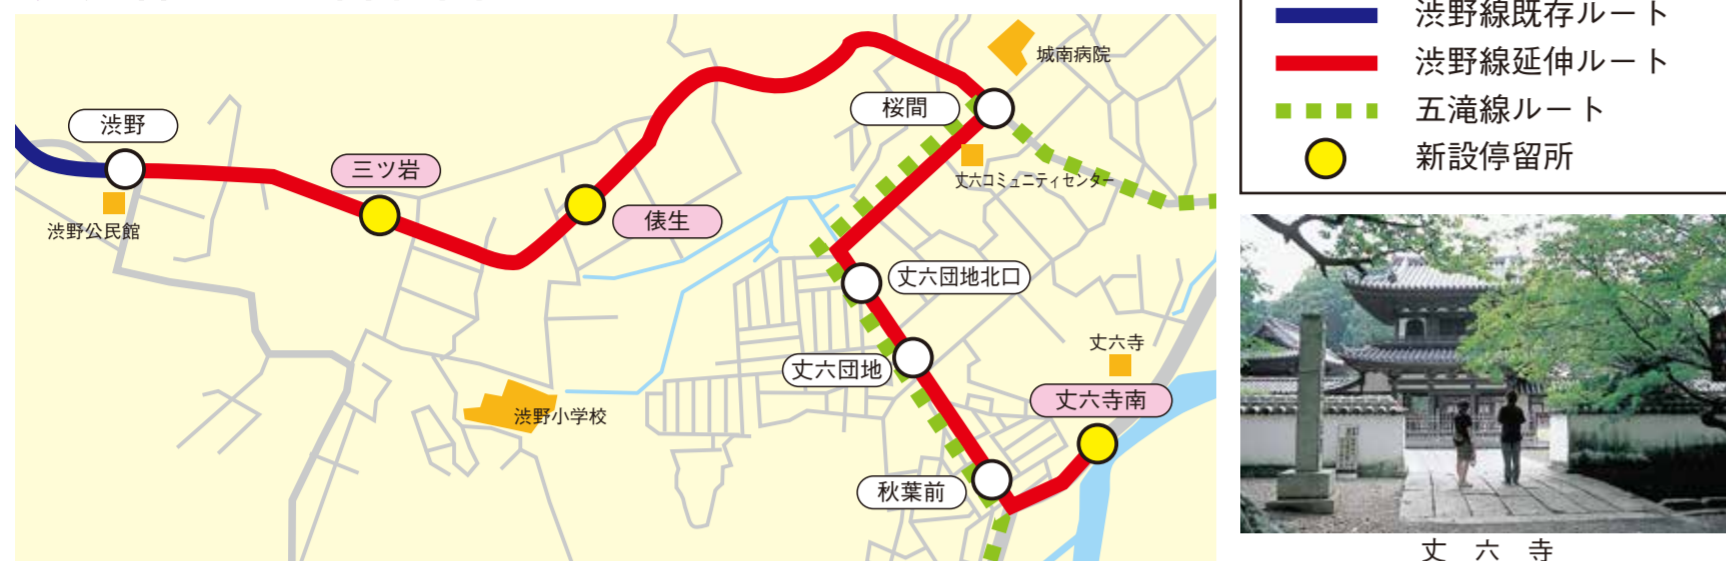 渋野線既存ルート
渋野線延伸ルート
五滝線ルート
新設停留所
城南病院
桜間
渋野
三ツ岩
丈六コミュニティセンター
俵生
渋野公民館
丈六団地北口
丈六寺
丈六団地
丈六寺南
渋野小学校
秋葉前
丈六寺